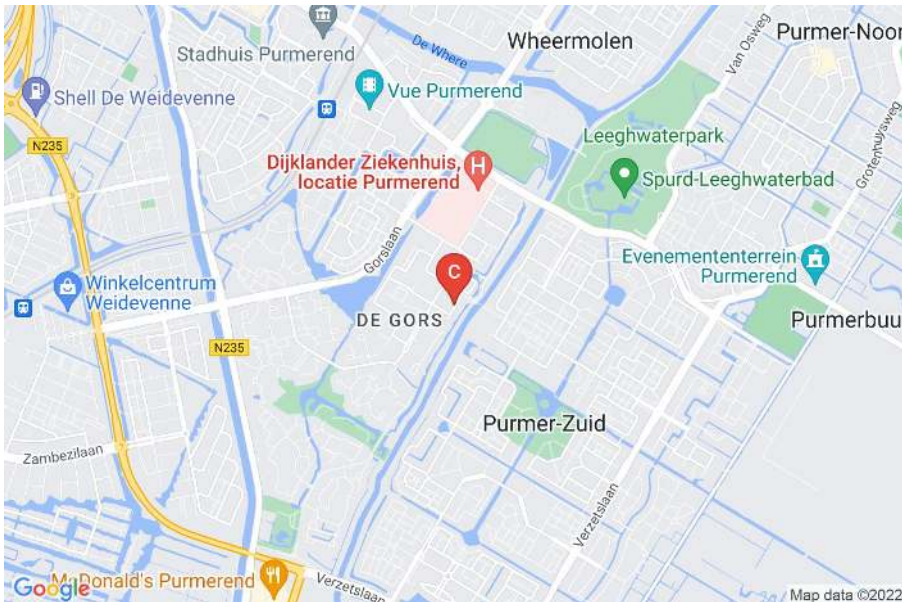 Wheermolen
Purmer-Noor
Stadhuis Purmerend
De Where
Van Osweg
Shell De Weidevenne
Vue Purmerend
N235
Leeghwaterpark
Grotenhuysweg
Dijklander Ziekenhuis,
locatie Purmerend
H
Spurd-Leeghwaterbad
Gorslaan
Evenemententerrein
Purmerend
C
Winkelcentrum
Weidevenne
DE GORS
Purmerbuu
N235
Purmer-Zuid
Zambezilaan
Verzetslaan
McDonald's Purmerend
Verzetslaan
Google
Map data ©2022